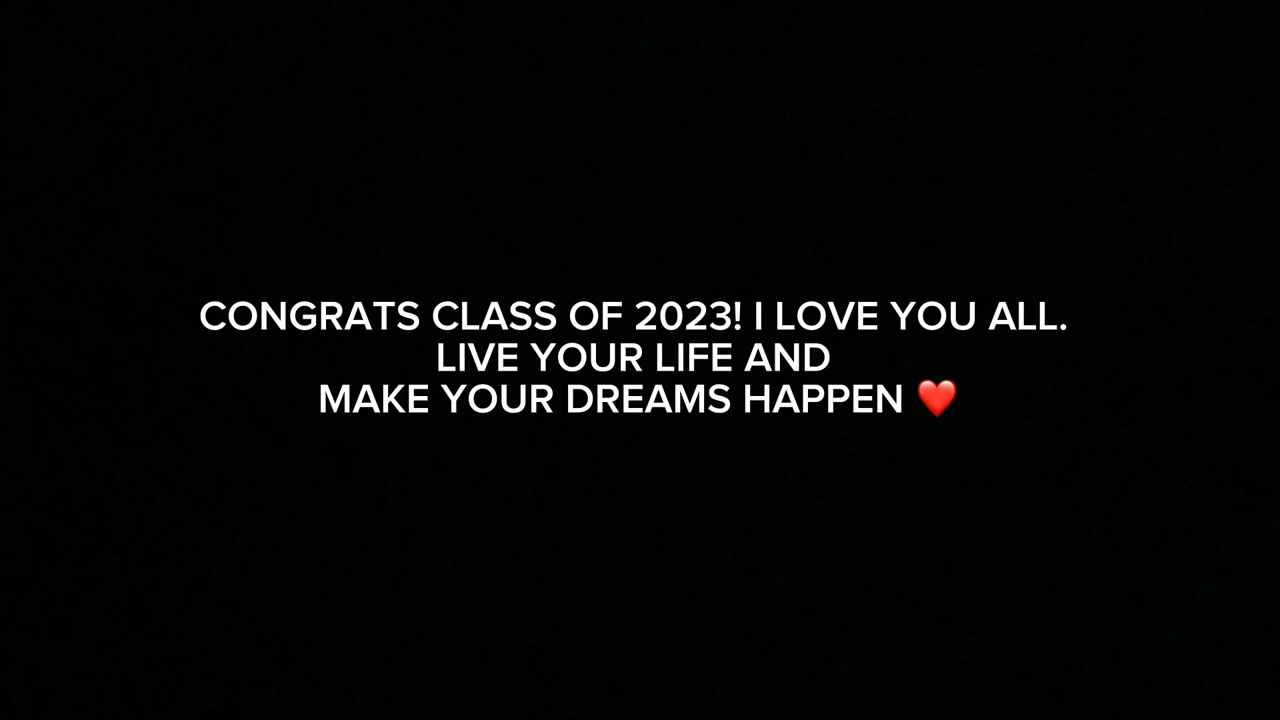 CONGRATS CLASS OF 2023! I LOVE YOU ALL.
LIVE YOUR LIFE AND
MAKE YOUR DREAMS HAPPEN ❤️